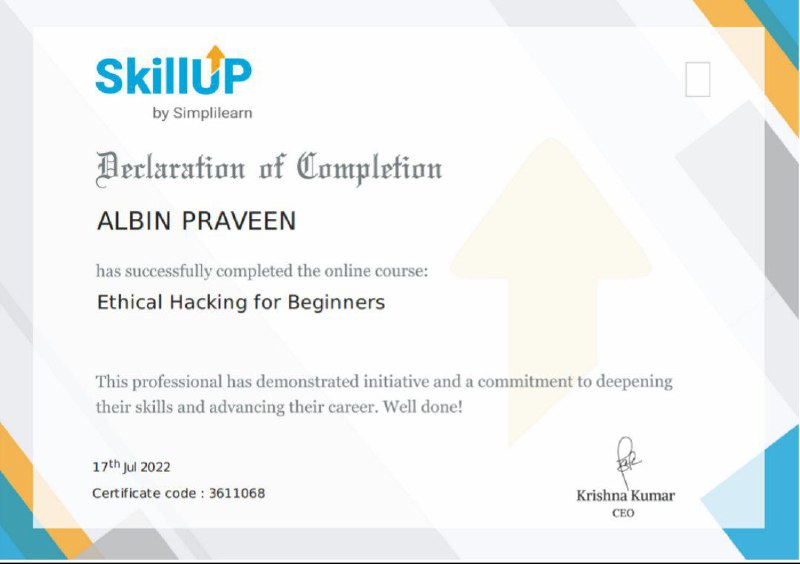 SkillUP
by Simplilearn
Declaration of Completion
ALBIN PRAVEEN
has successfully completed the online course:
Ethical Hacking for Beginners
This professional has demonstrated initiative and a commitment to deepening
their skills and advancing their career. Well done!
17th Jul 2022
Certificate code : 3611068
Krishna Kumar
CEO